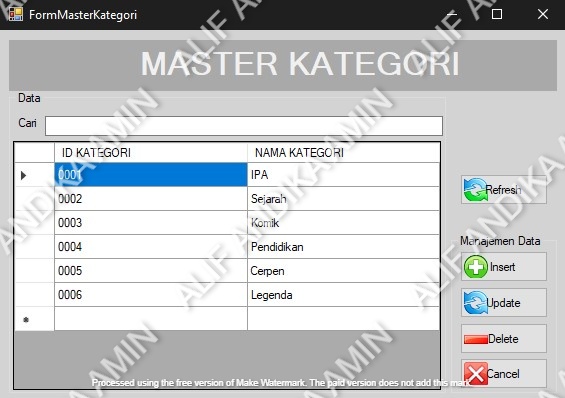 FormMasterKategori
MASTER KATEGORI
Data
Cari
ID KATEGORI NAMA KATEGORI
0001 IPA
0002 Sejarah
0003 Komik
0004 Pendidikan
0005 Cerpen
0006 Legenda
Refresh
Manajemen Data
Insert
Update
Delete
Cancel
ALIF ANDIKA AMIN
Processed using the free version of Make Watermark. The paid version does not add this mark.